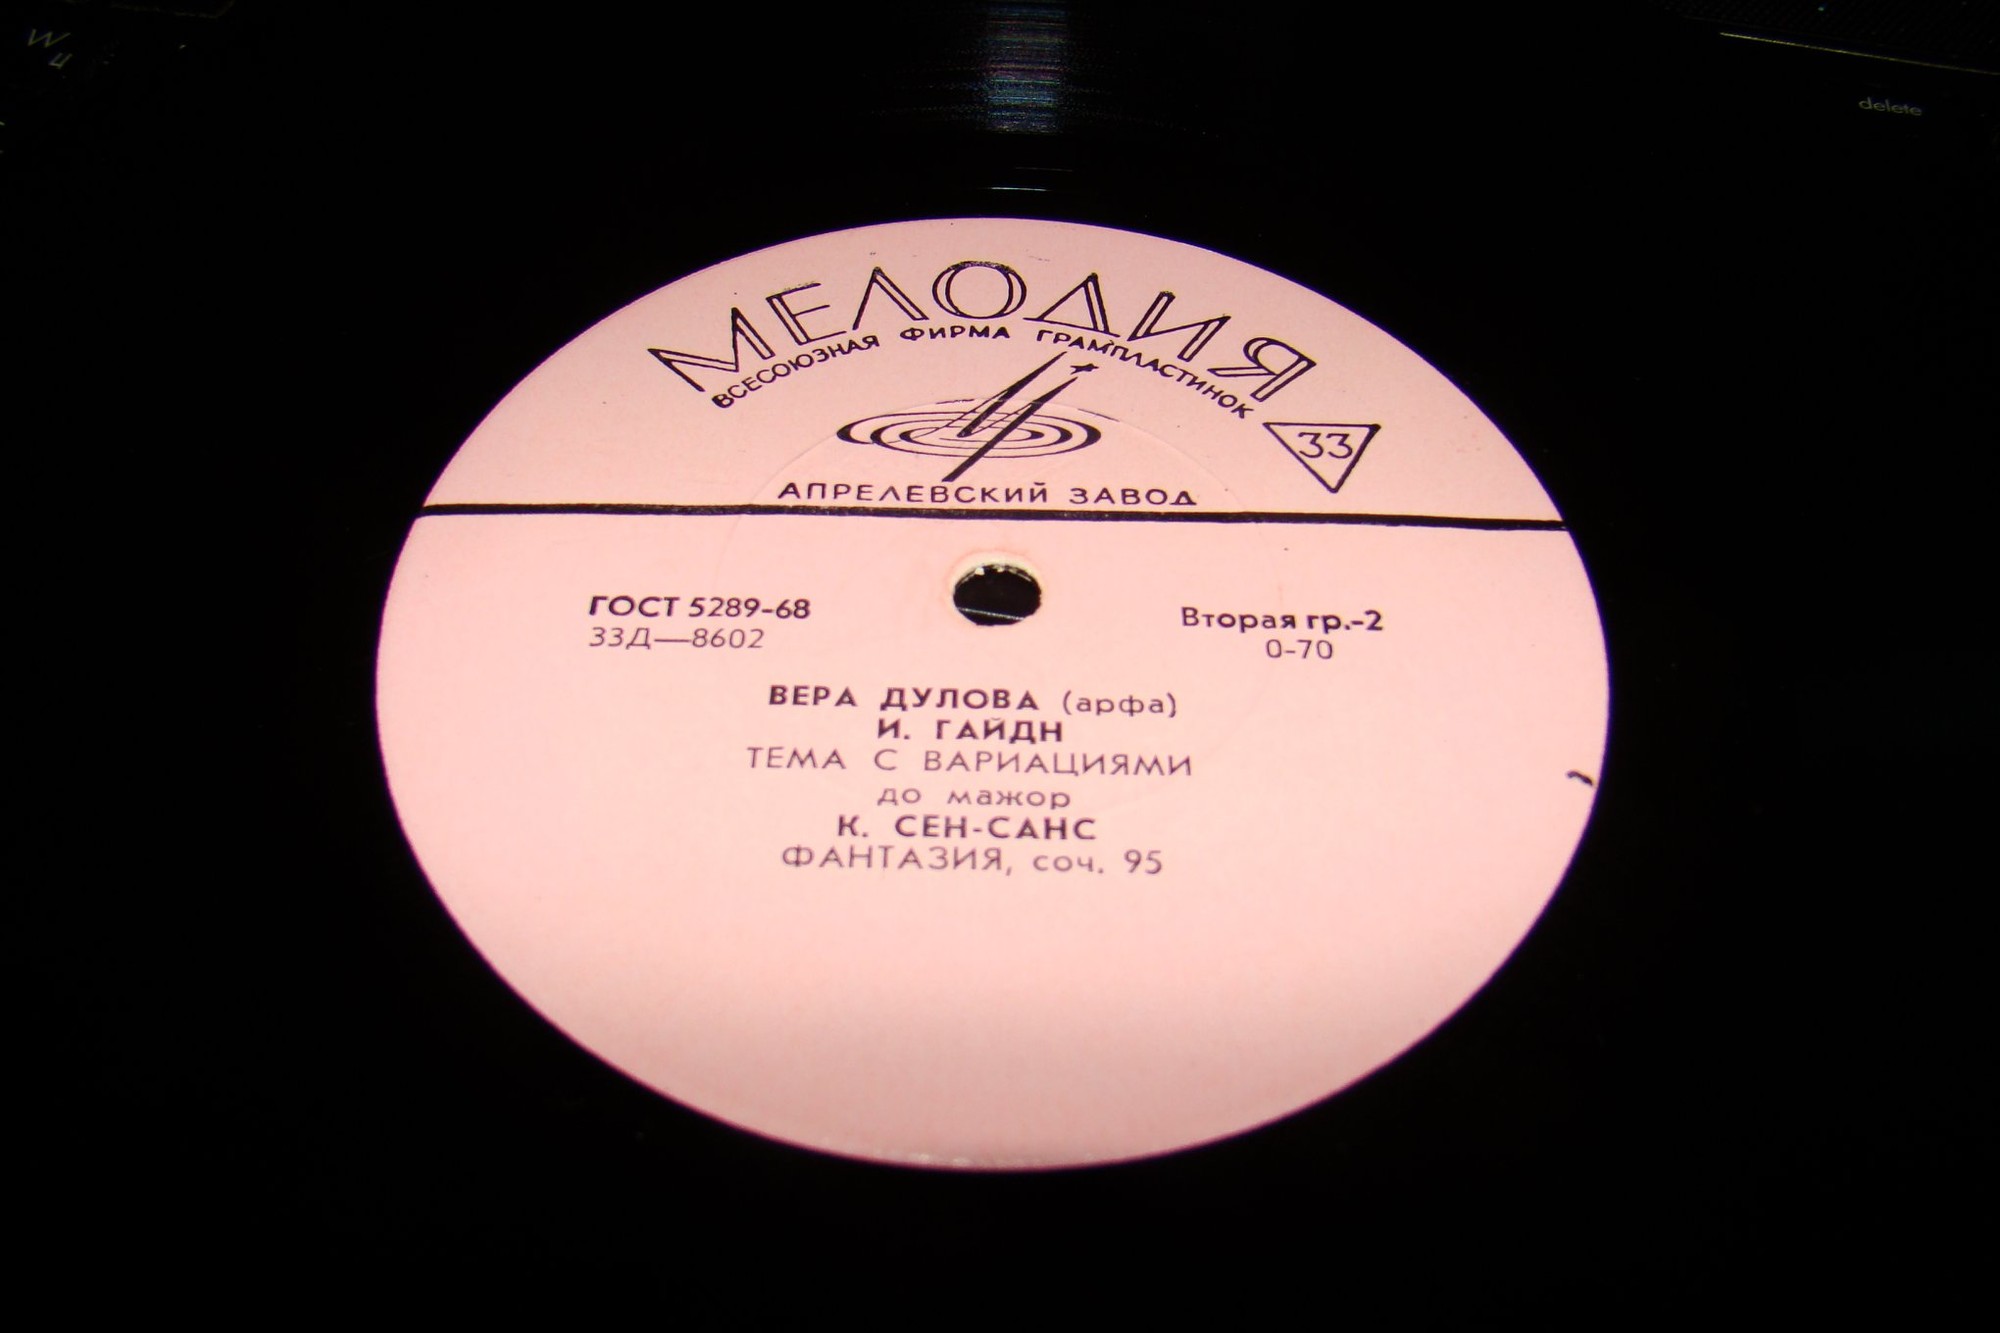 W
delete
МЕЛОДИЯ
ВСЕСОЮЗНАЯ ФИРМА ГРАМПЛАСТИНОК
33
АПРЕЛЕВСКИЙ ЗАВОД
ГОСТ 5289-68
33Д—8602
Вторая гр.-2
0-70
ВЕРА ДУЛОВА (арфа)
И. ГАЙДН
ТЕМА С ВАРИАЦИЯМИ
до мажор
К. СЕН-САНС
ФАНТАЗИЯ, соч. 95